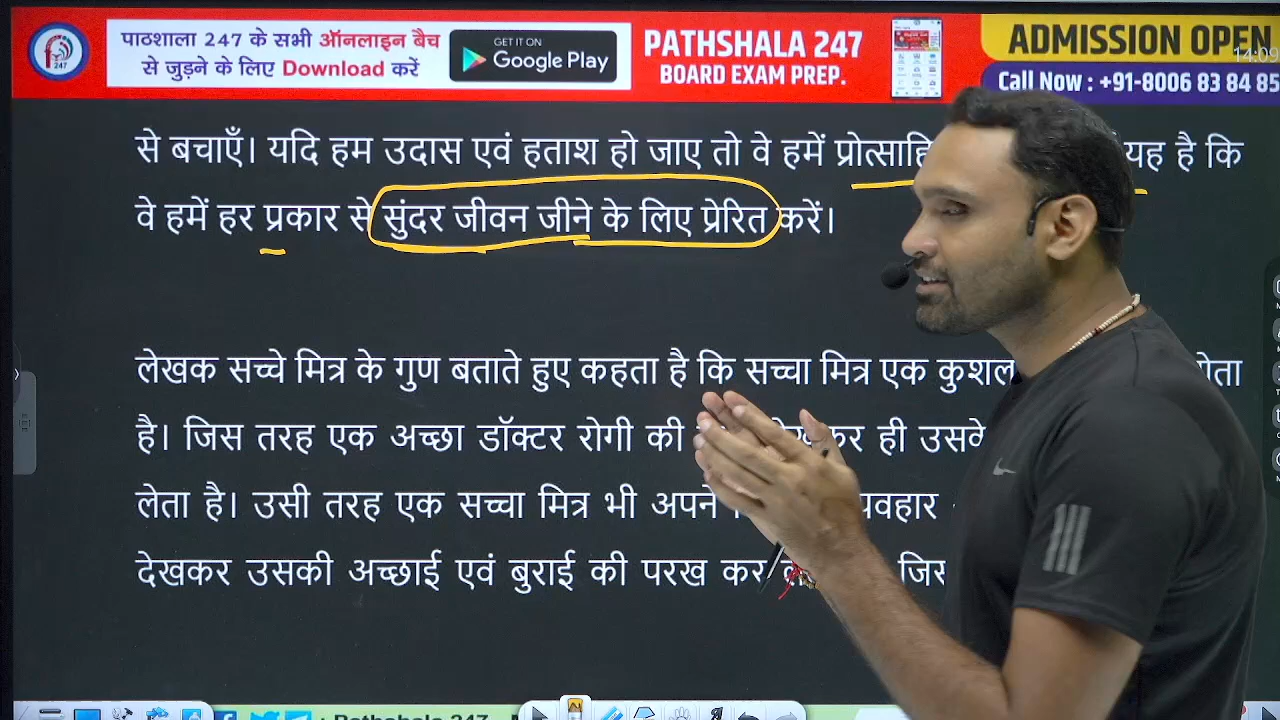 पाठशाला 247 के सभी ऑनलाइन बैच
से जुड़ने के लिए Download करें
GET IT ON
Google Play
PATHSHALA 247
BOARD EXAM PREP.
ADMISSION OPEN
14:09
Call Now : +91-8006 83 84 85
247
से बचाएँ। यदि हम उदास एवं हताश हो जाए तो वे हमें यह है कि
वे हमें हर प्रकार से सुंदर जीवन जीने के लिए प्रेरित करें।
लेखक सच्चे मित्र के गुण बताते हुए कहता है कि सच्चा मित्र एक कुशल
है। जिस तरह एक अच्छा डॉक्टर रोगी की ही
लेता है। उसी तरह एक सच्चा मित्र भी अपने
देखकर उसकी अच्छाई एवं बुराई की परख कर
: Pathshala 247